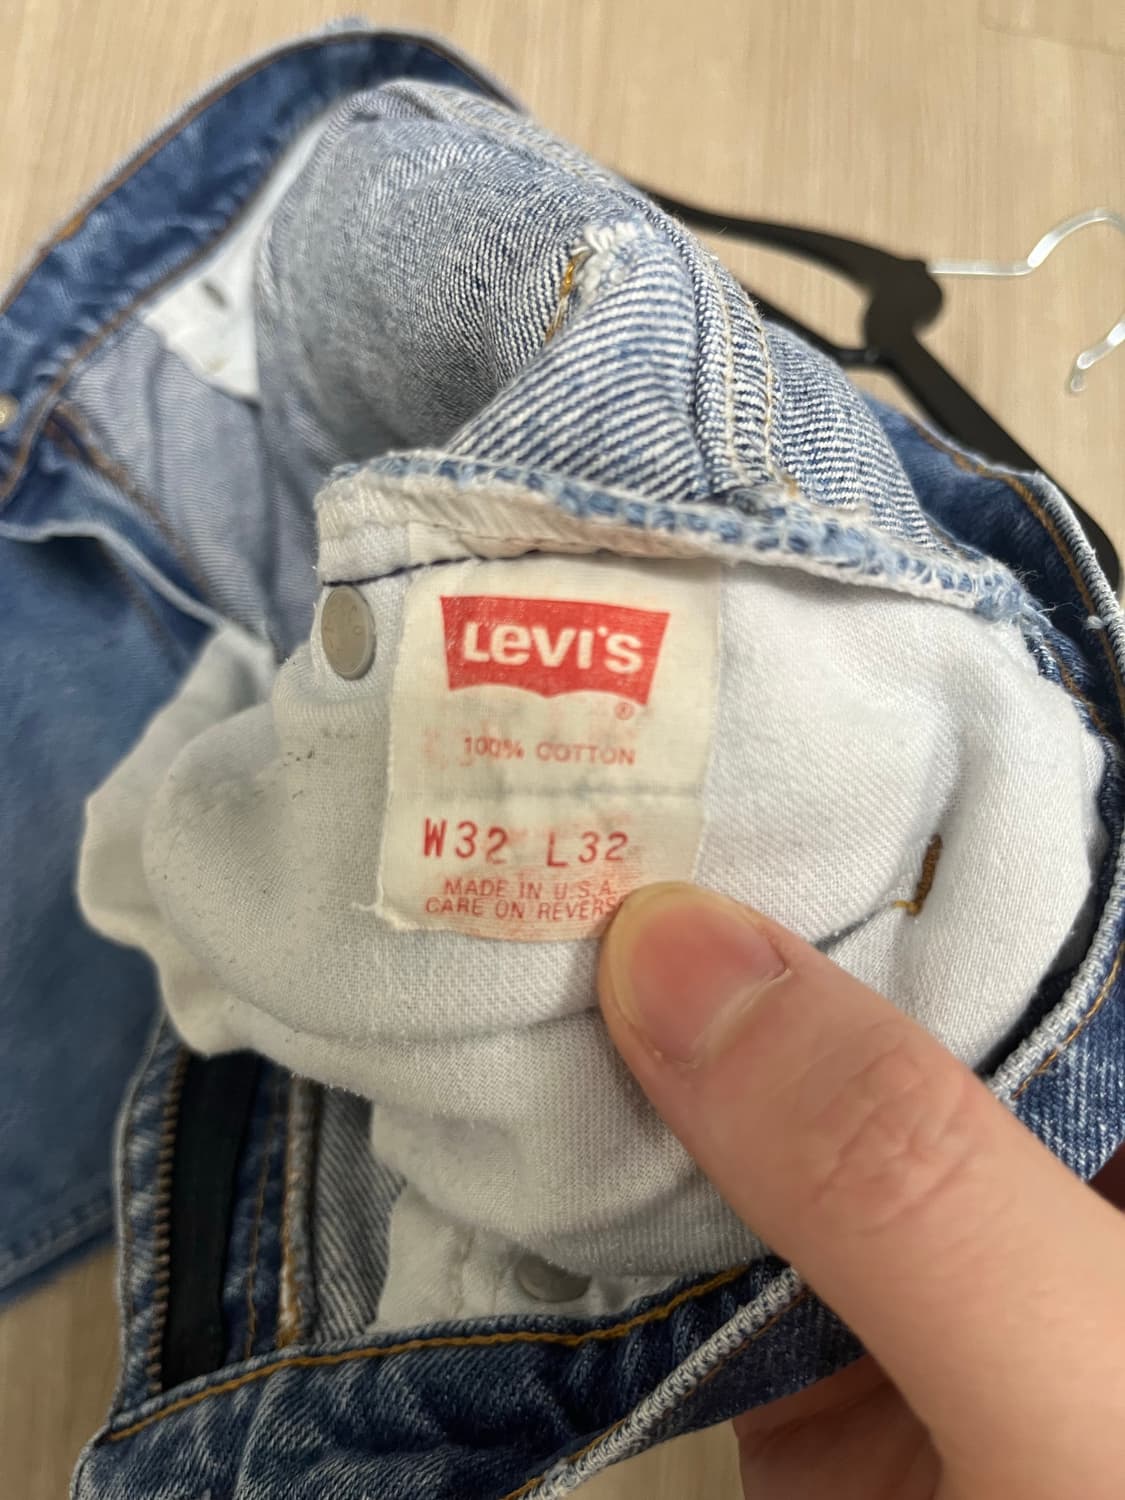 Levi's
®
100% COTTON
W32 L32
MADE IN U.S.A.
CARE ON REVERSE